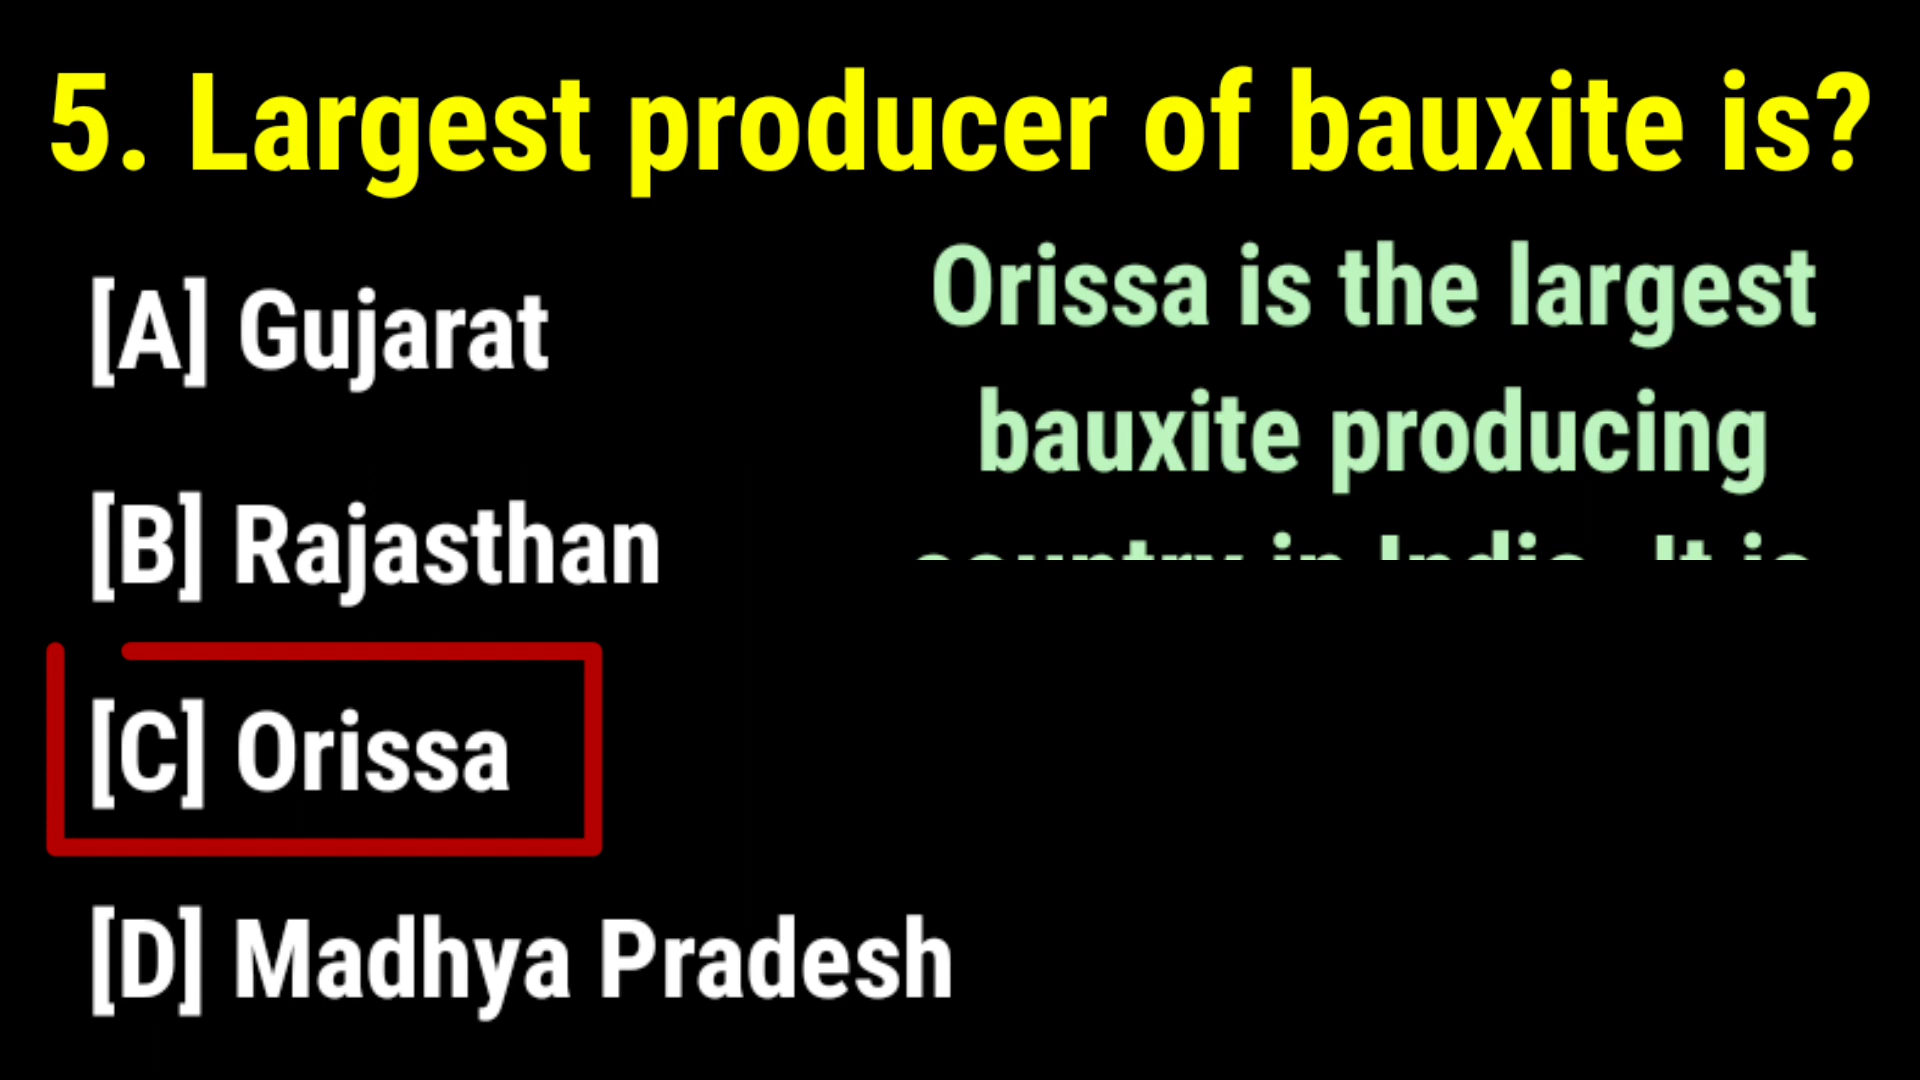 5. Largest producer of bauxite is?
[A] Gujarat
[B] Rajasthan
[C] Orissa
[D] Madhya Pradesh
Orissa is the largest
bauxite producing
country in India. It is